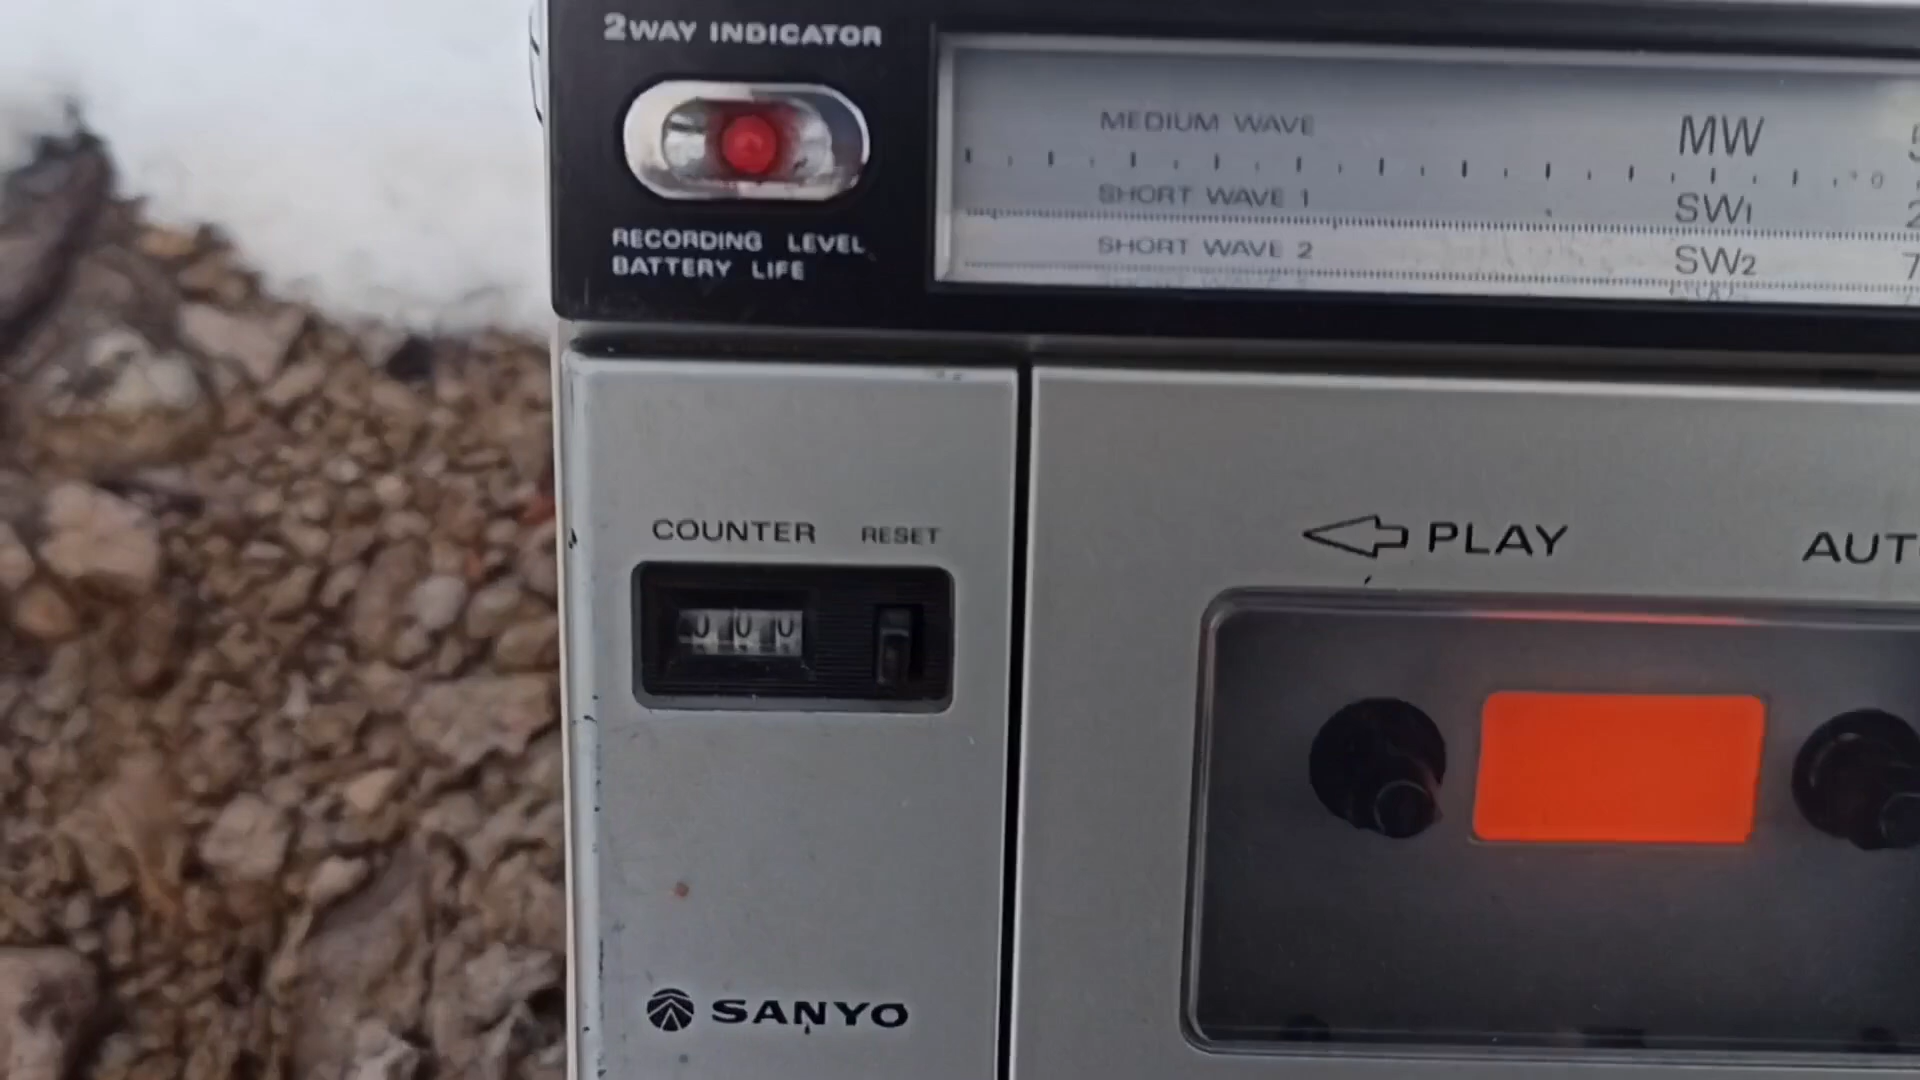 2WAY INDICATOR
RECORDING LEVEL
BATTERY LIFE
MEDIUM WAVE MW
SHORT WAVE 1 SW1
SHORT WAVE 2 SW2
COUNTER RESET
000
PLAY
SANYO